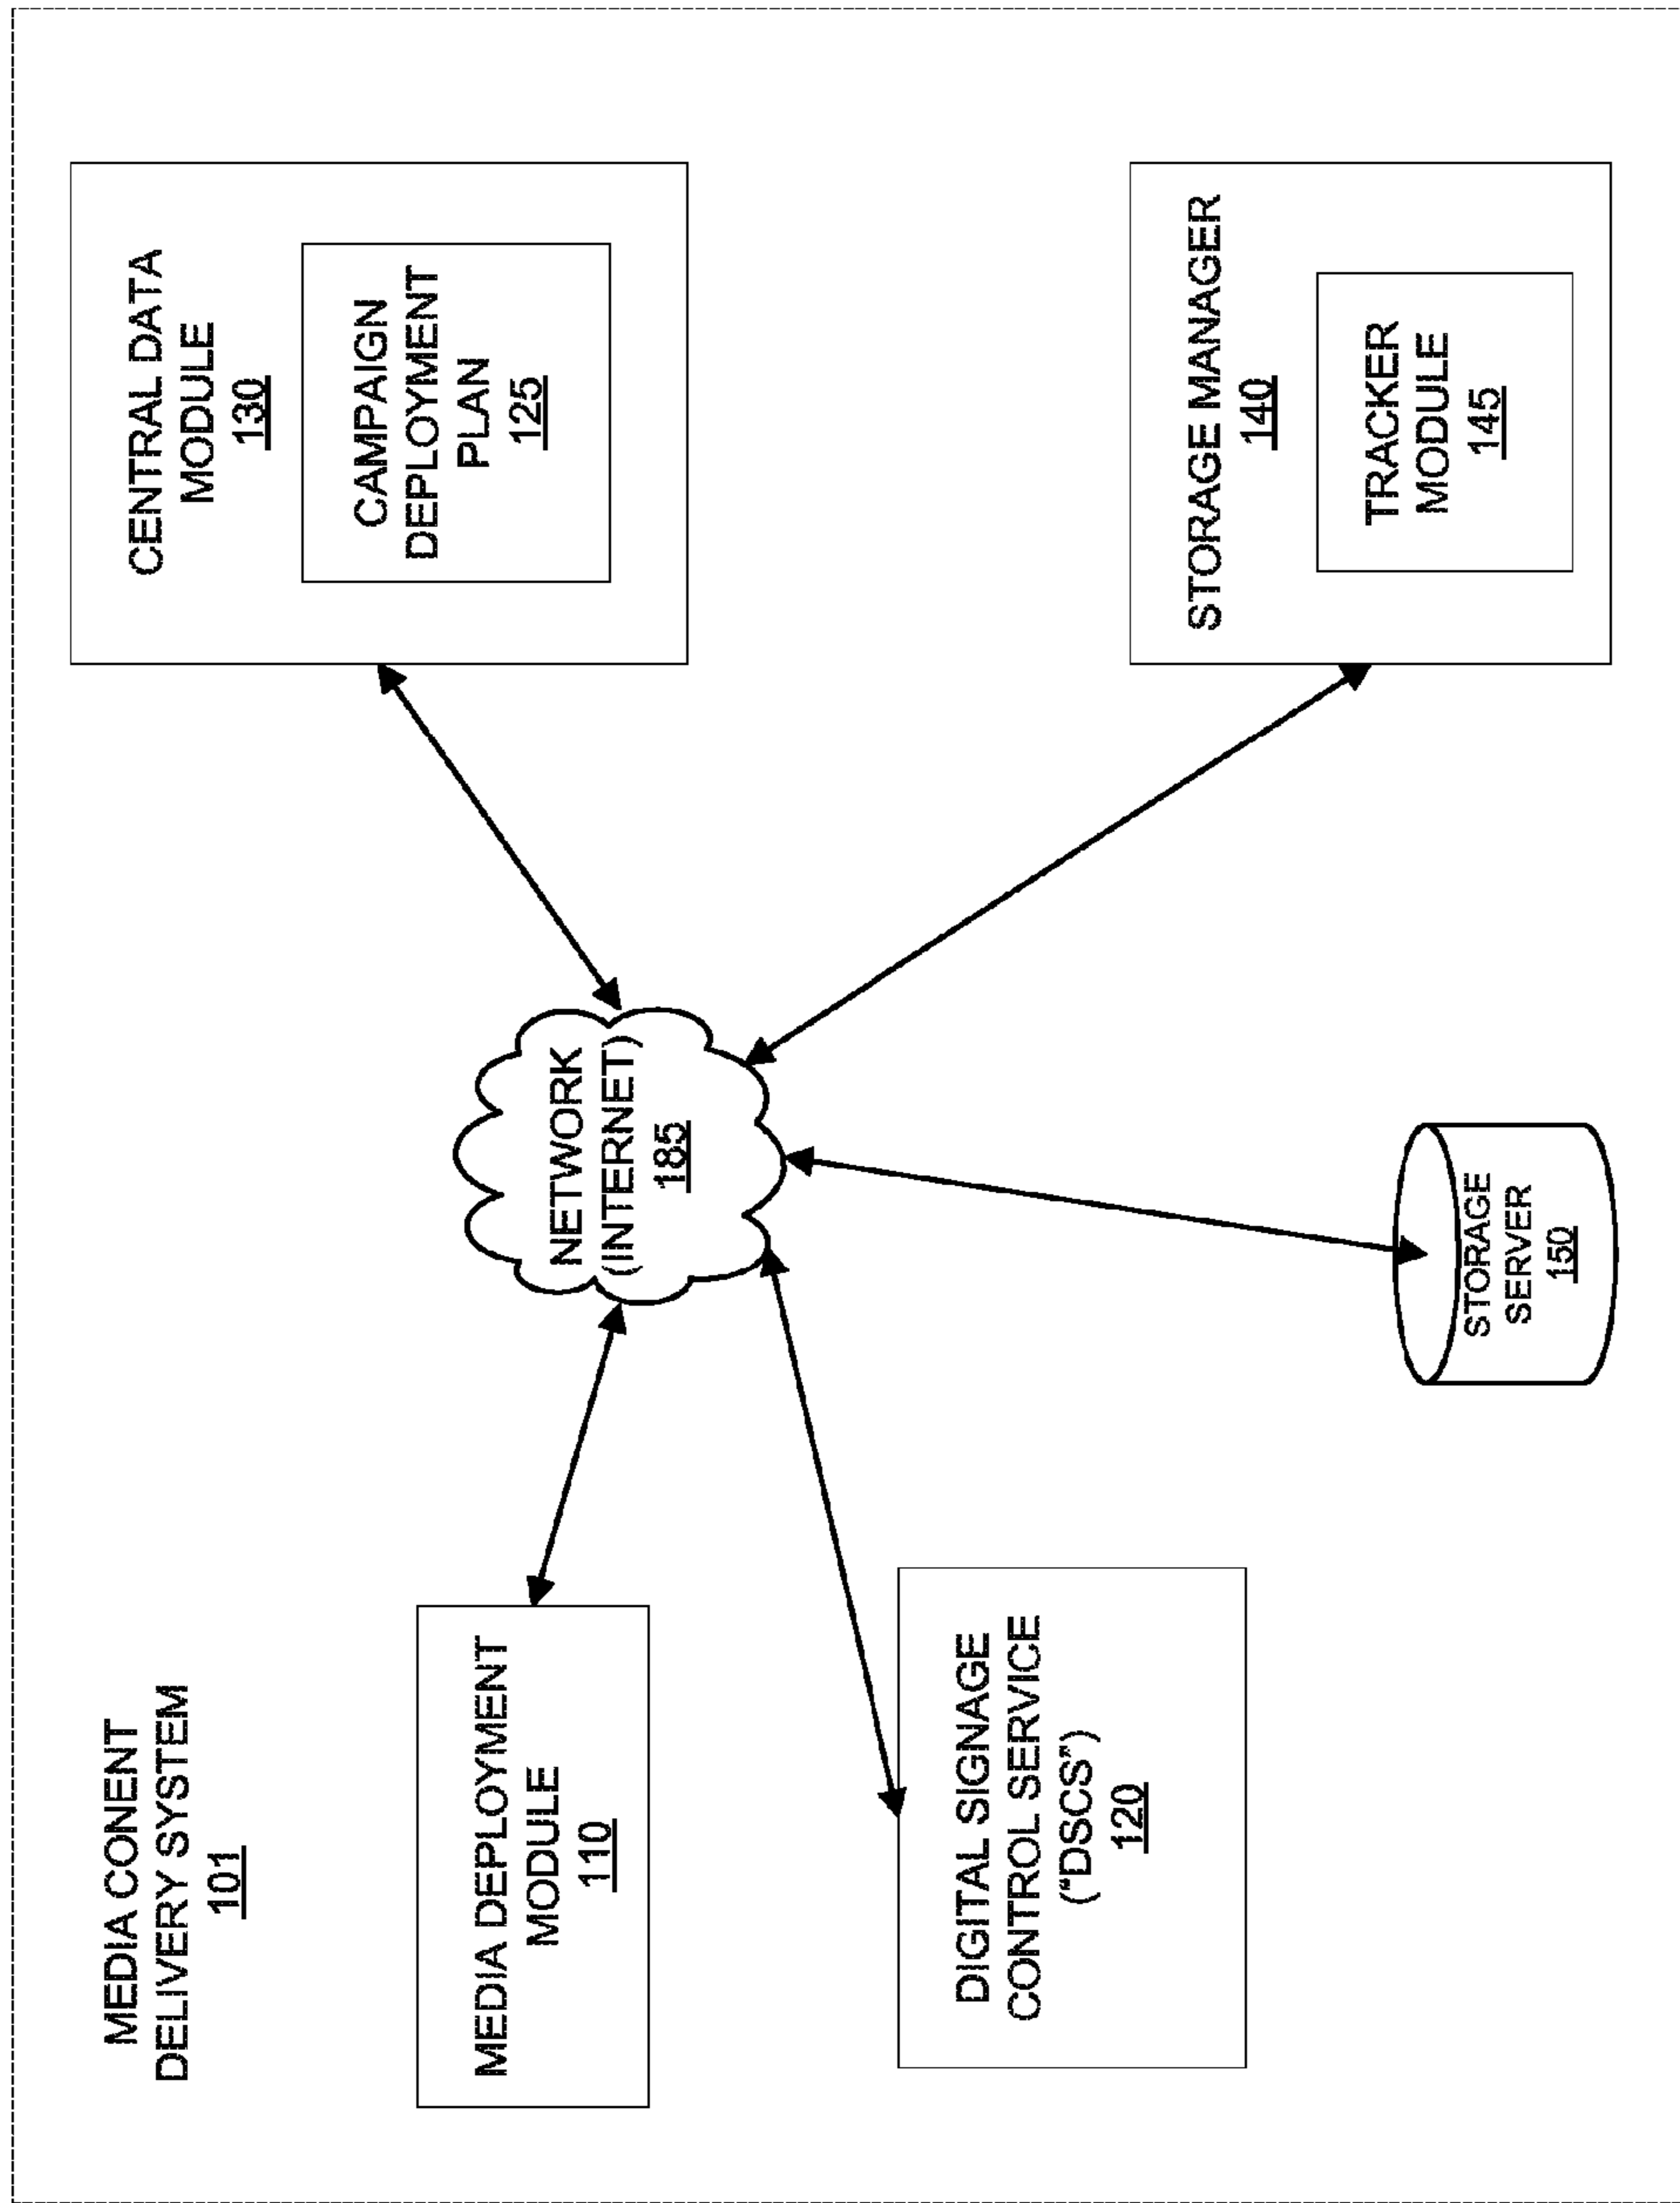 MEDIA CONENT
DELIVERY SYSTEM
101
MEDIA DEPLOYMENT
MODULE
110
DIGITAL SIGNAGE
CONTROL SERVICE
("DSCS")
120
NETWORK
(INTERNET)
185
STORAGE
SERVER
150
CENTRAL DATA
MODULE
130
CAMPAIGN
DEPLOYMENT
PLAN
125
STORAGE MANAGER
140
TRACKER
MODULE
145